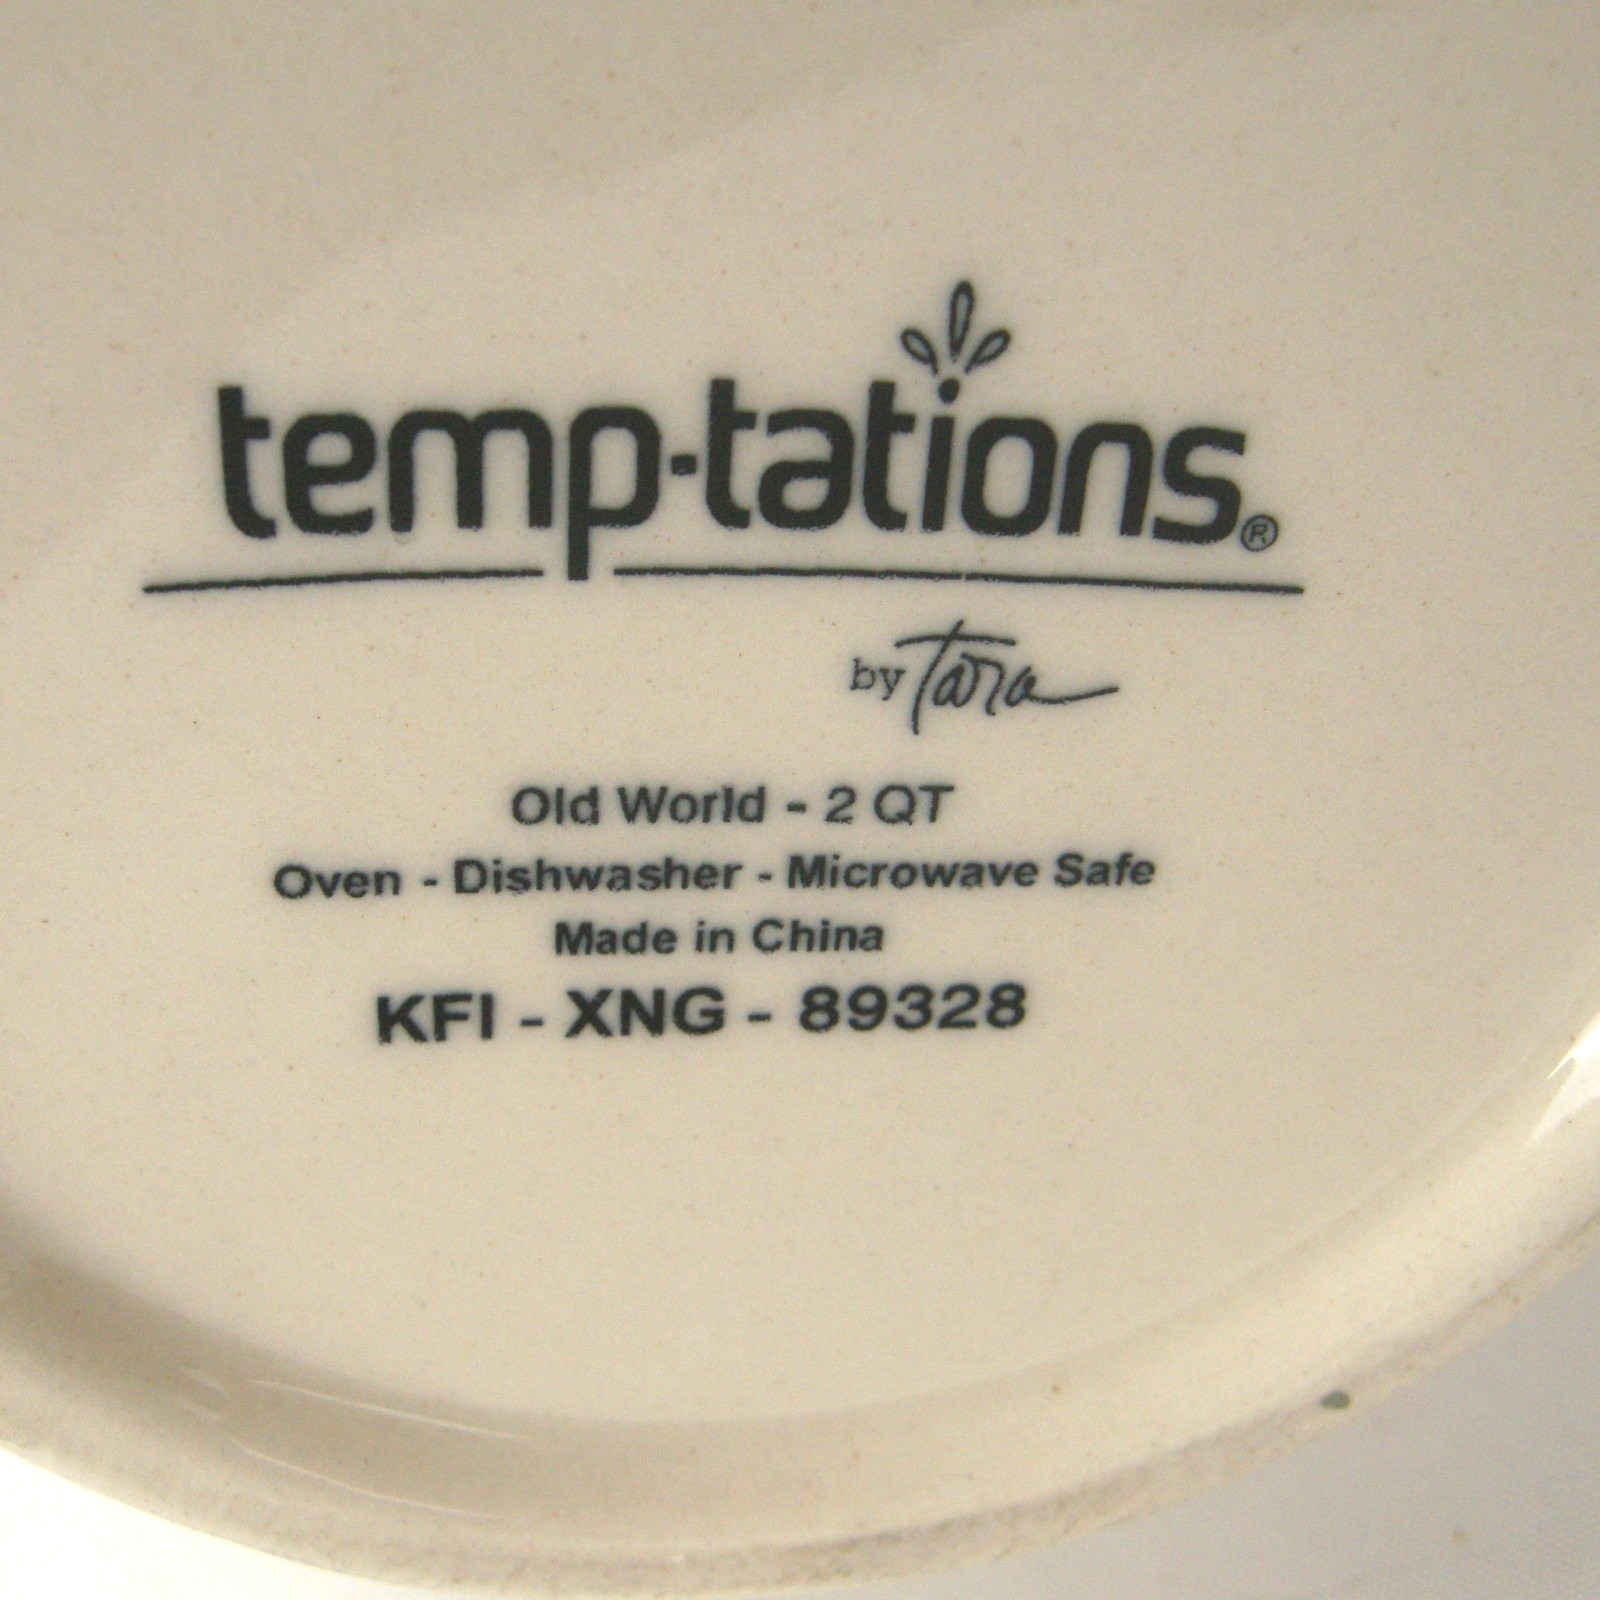 temp-tations®
by Tara
Old World - 2 QT
Oven - Dishwasher - Microwave Safe
Made in China
KFI - XNG - 89328